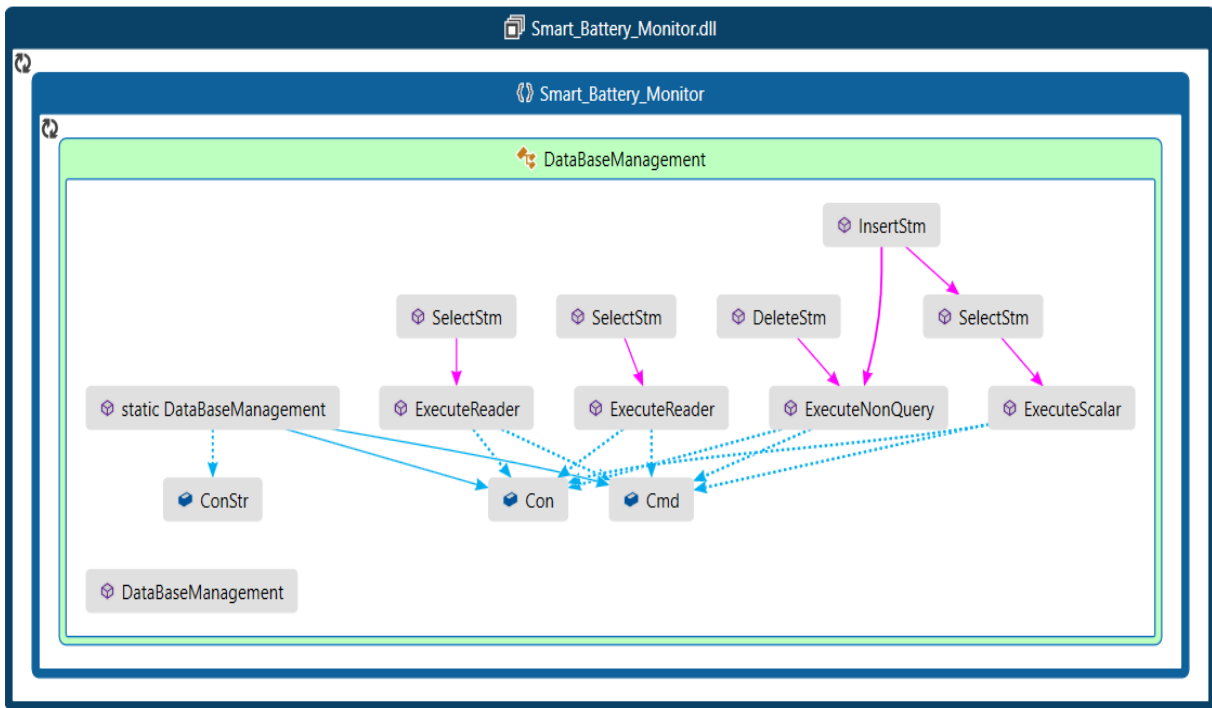 Smart_Battery_Monitor.dll
Smart_Battery_Monitor
DataBaseManagement
InsertStm
SelectStm
SelectStm
DeleteStm
SelectStm
static DataBaseManagement
ExecuteReader
ExecuteReader
ExecuteNonQuery
ExecuteScalar
ConStr
Con
Cmd
DataBaseManagement